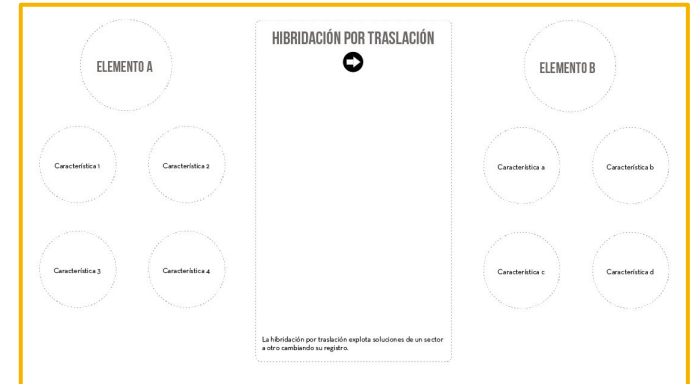 HIBRIDACIÓN POR TRASLACIÓN
ELEMENTO A
ELEMENTO B
Característica 1
Característica 2
Característica a
Característica b
Característica 3
Característica 4
Característica c
Característica d
La hibridación por traslación explota soluciones de un sector
a otro cambiando su registro.